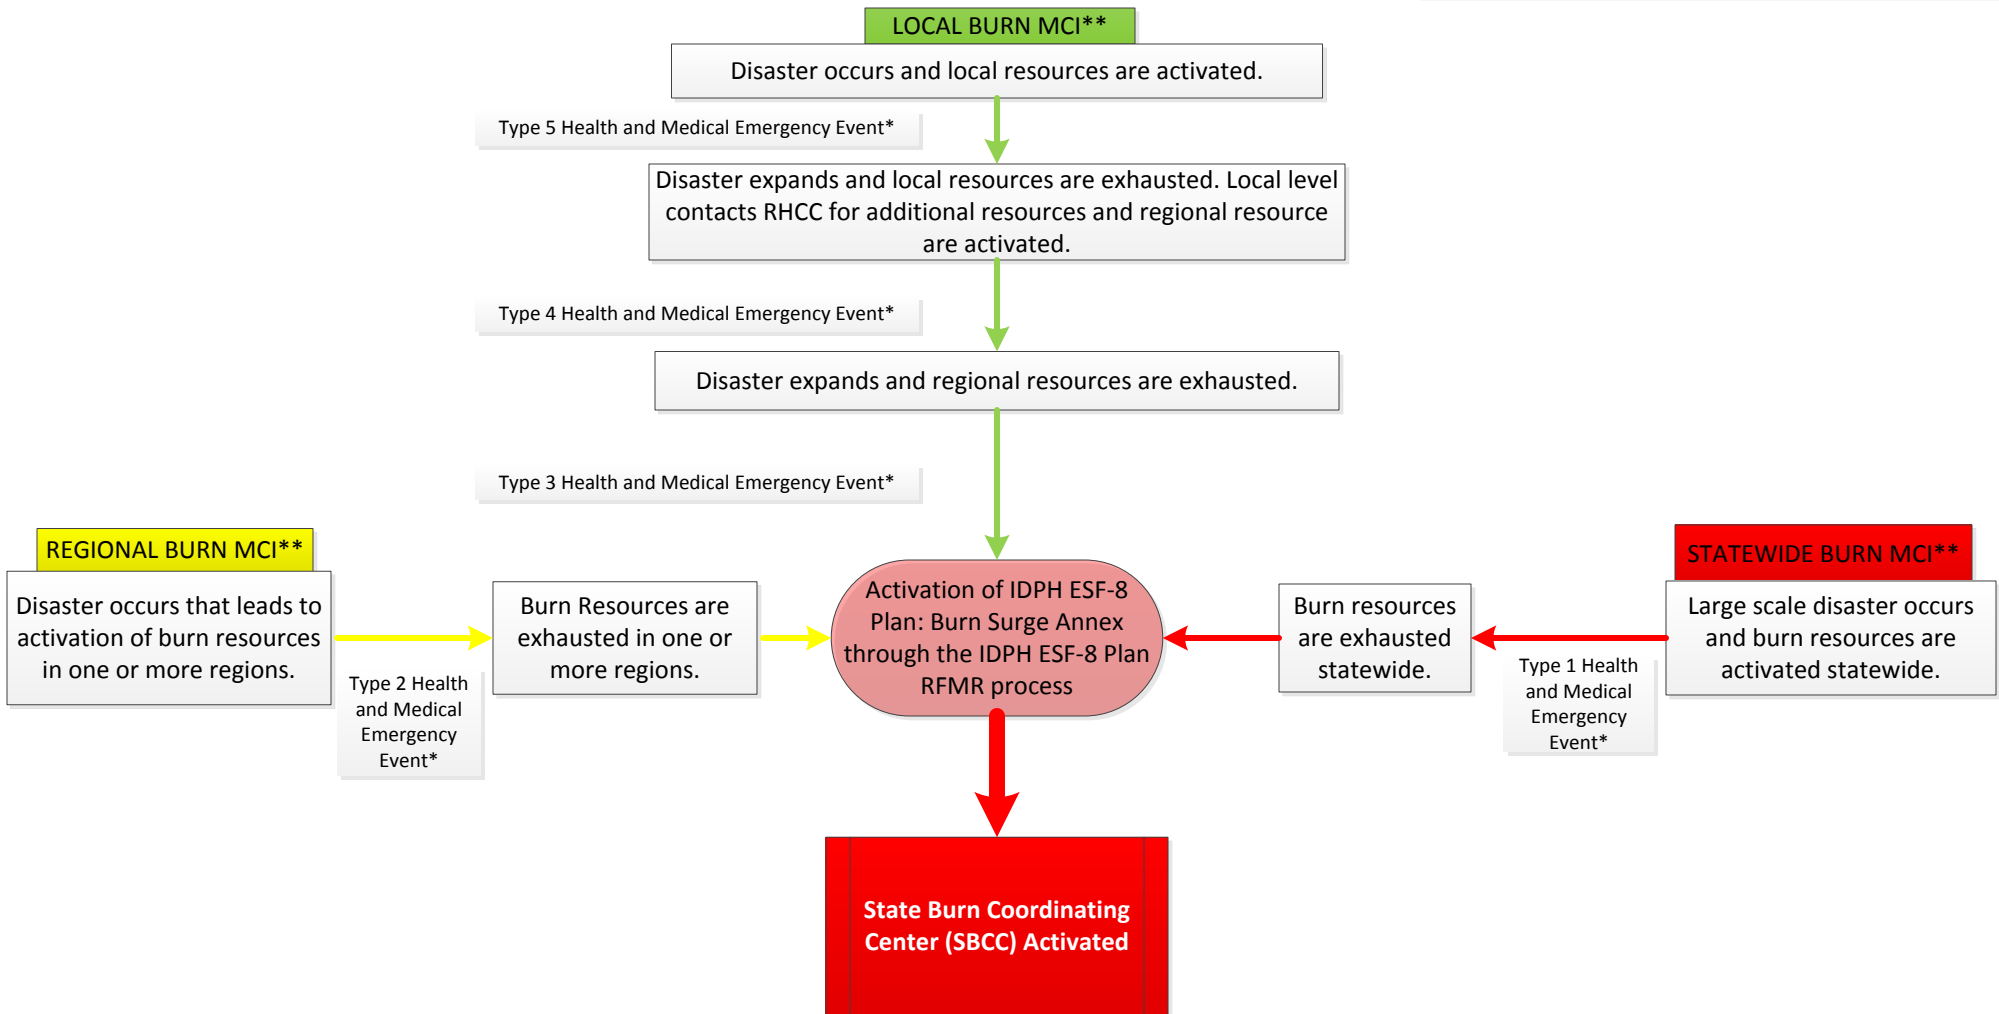 LOCAL BURN MCI**
Disaster occurs and local resources are activated.
Type 5 Health and Medical Emergency Event*
Disaster expands and local resources are exhausted. Local level
contacts RHCC for additional resources and regional resource
are activated.
Type 4 Health and Medical Emergency Event*
Disaster expands and regional resources are exhausted.
Type 3 Health and Medical Emergency Event*
REGIONAL BURN MCI**
Disaster occurs that leads to
activation of burn resources
in one or more regions.
Type 2 Health
and Medical
Emergency
Event*
Burn Resources are
exhausted in one or
more regions.
Activation of IDPH ESF-8
Plan: Burn Surge Annex
through the IDPH ESF-8 Plan
RFMR process
Burn resources
are exhausted
statewide.
Type 1 Health
and Medical
Emergency
Event*
STATEWIDE BURN MCI**
Large scale disaster occurs
and burn resources are
activated statewide.
State Burn Coordinating
Center (SBCC) Activated